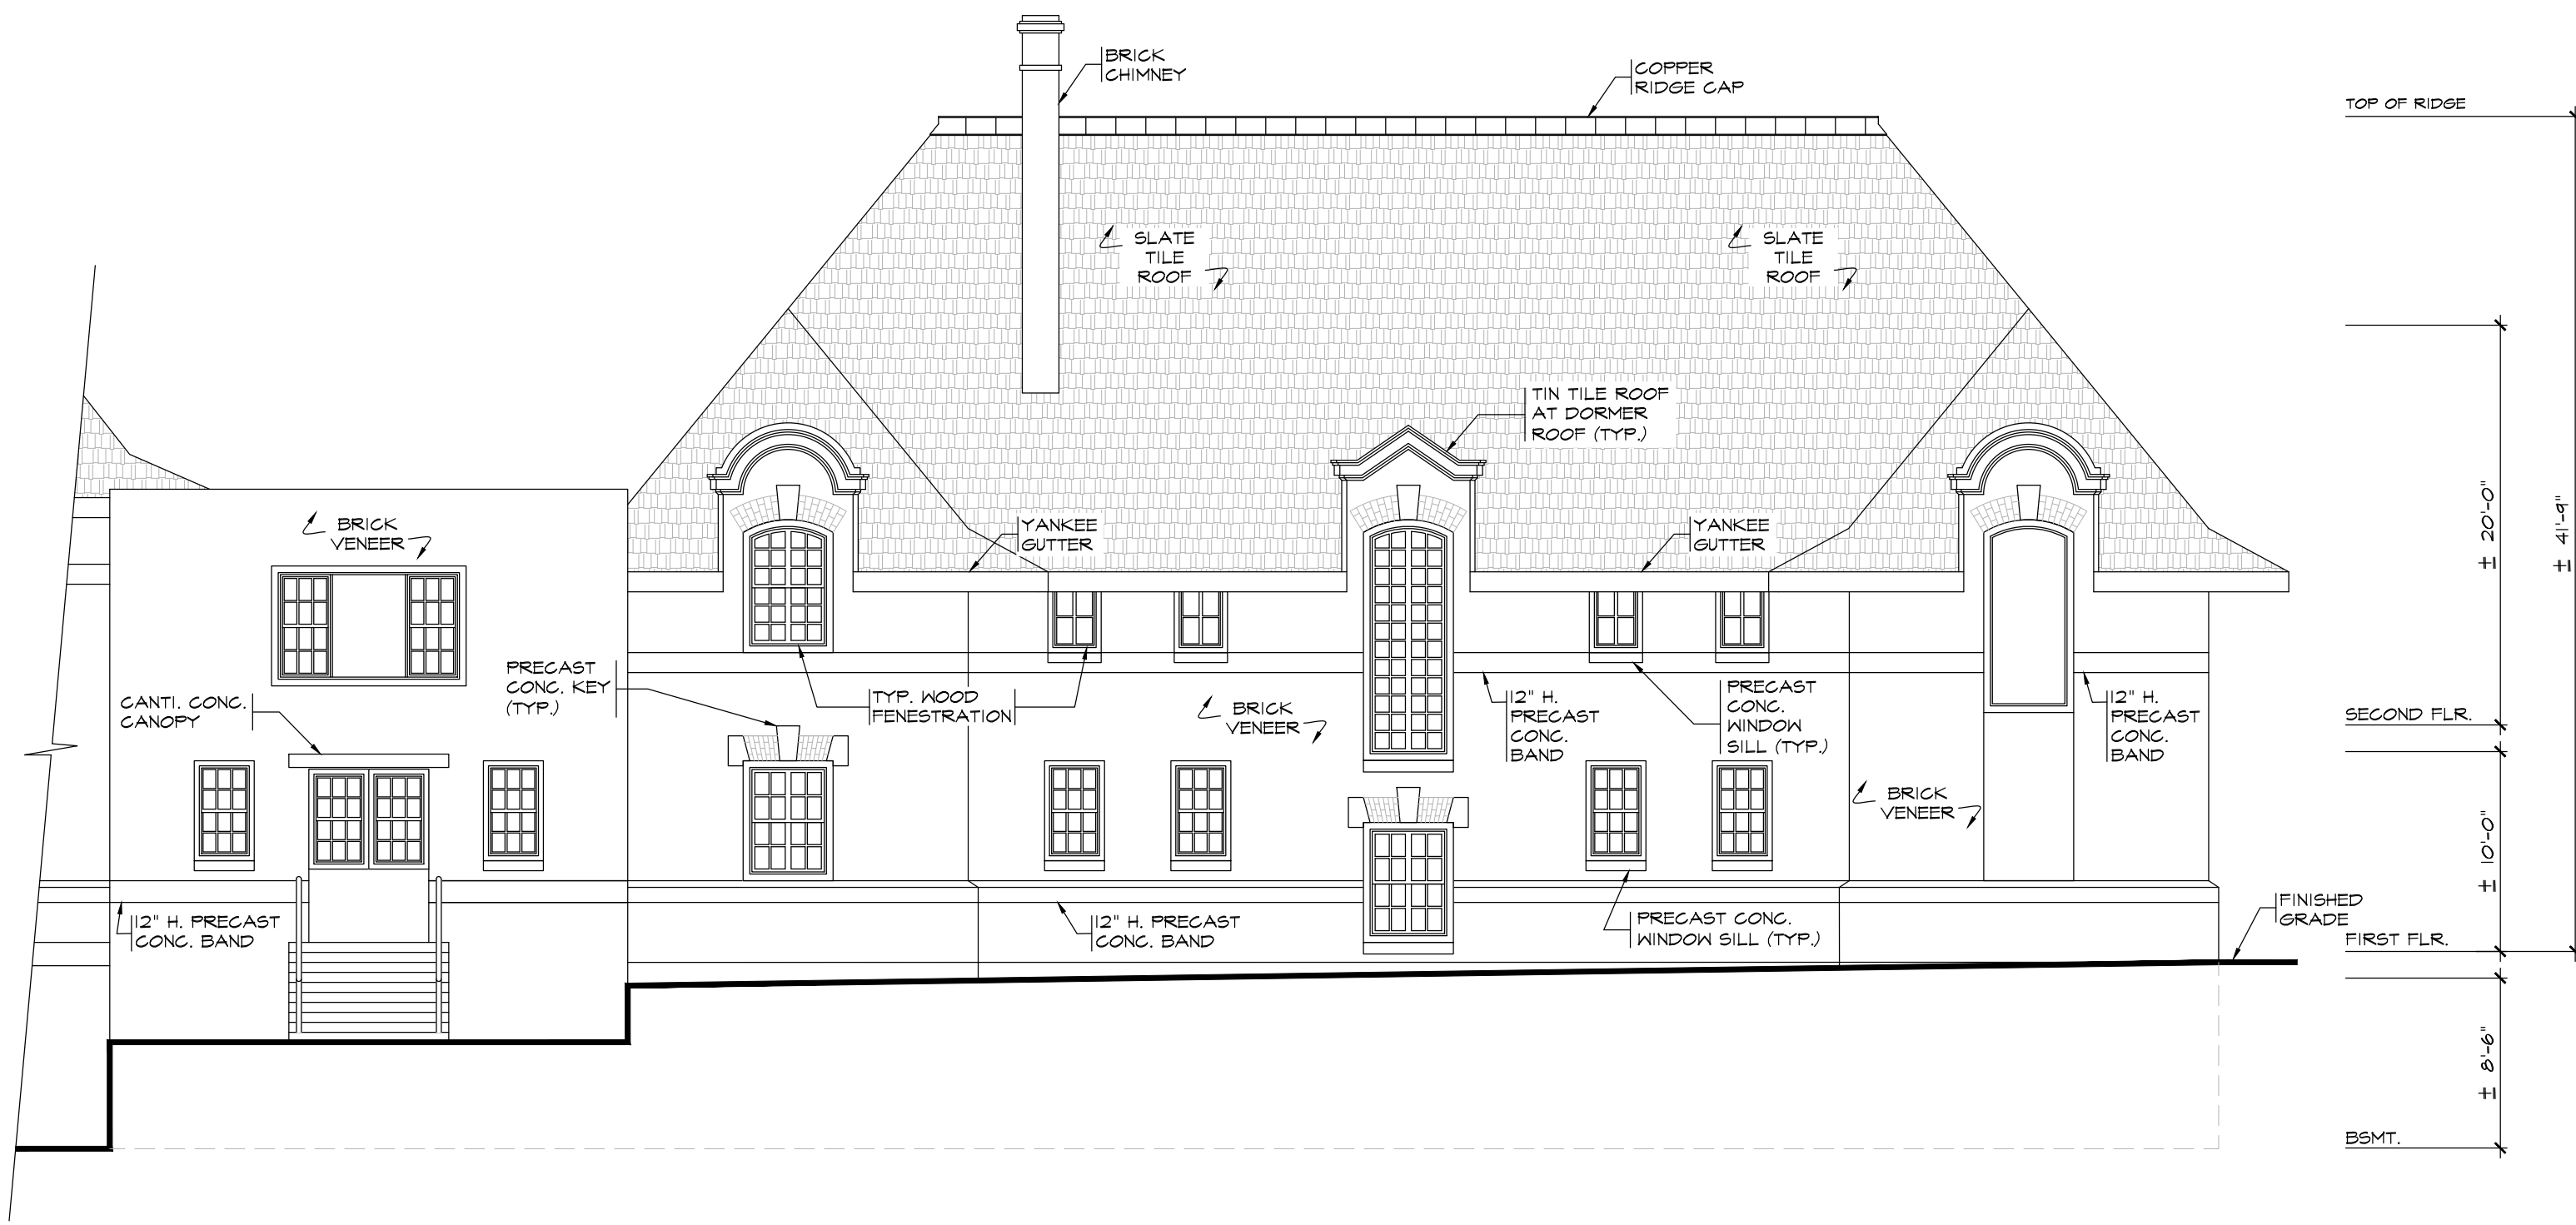 BRICK
CHIMNEY
COPPER
RIDGE CAP
TOP OF RIDGE
SLATE
TILE
ROOF
SLATE
TILE
ROOF
TIN TILE ROOF
AT DORMER
ROOF (TYP.)
BRICK
VENEER
YANKEE
GUTTER
YANKEE
GUTTER
± 20'-0"
± 41'-9"
PRECAST
CONC. KEY
(TYP.)
CANTI. CONC.
CANOPY
TYP. WOOD
FENESTRATION
BRICK
VENEER
12" H.
PRECAST
CONC.
BAND
PRECAST
CONC.
WINDOW
SILL (TYP.)
12" H.
PRECAST
CONC.
BAND
SECOND FLR.
BRICK
VENEER
± 10'-0"
12" H. PRECAST
CONC. BAND
12" H. PRECAST
CONC. BAND
PRECAST CONC.
WINDOW SILL (TYP.)
FINISHED
GRADE
FIRST FLR.
± 8'-6"
BSMT.